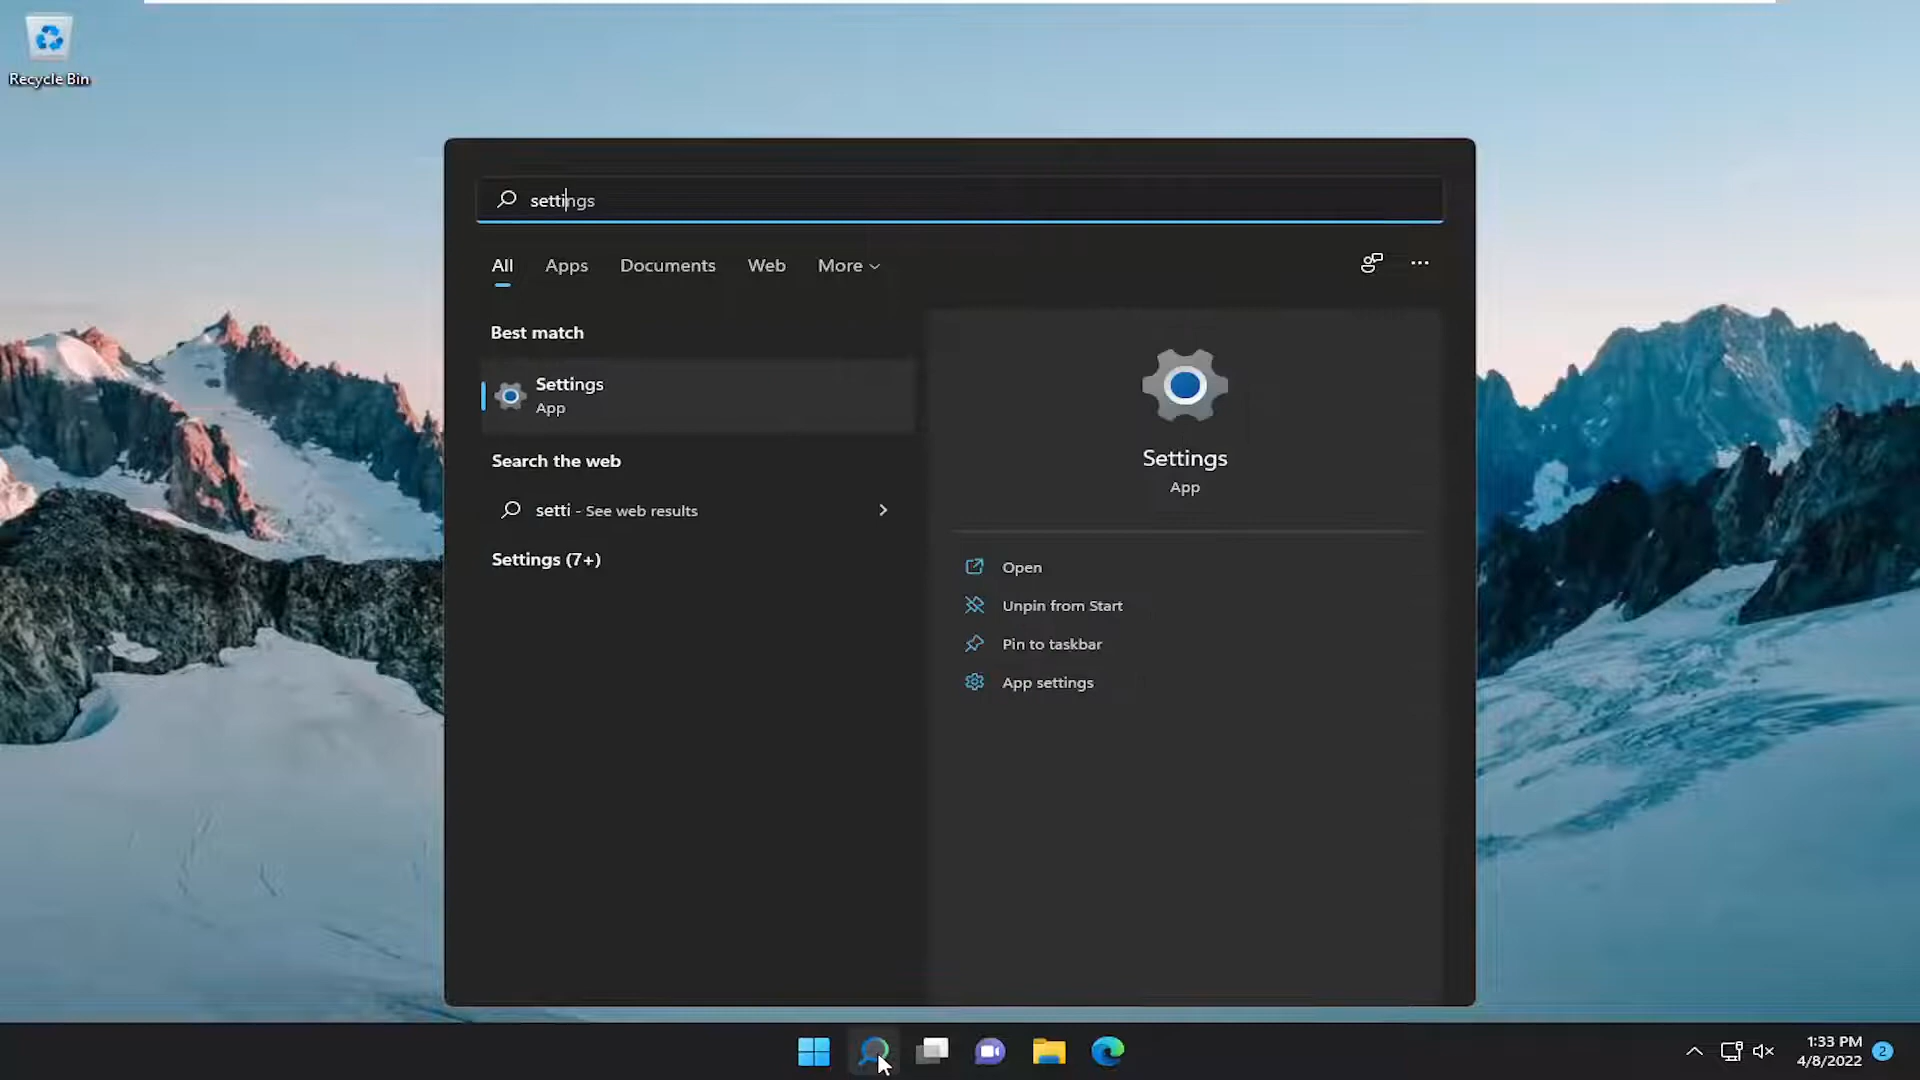 Recycle Bin
settings
All Apps Documents Web More
Best match
Settings
App
Search the web
setti - See web results
Settings (7+)
Settings
App
Open
Unpin from Start
Pin to taskbar
App settings
1:33 PM
4/8/2022
2